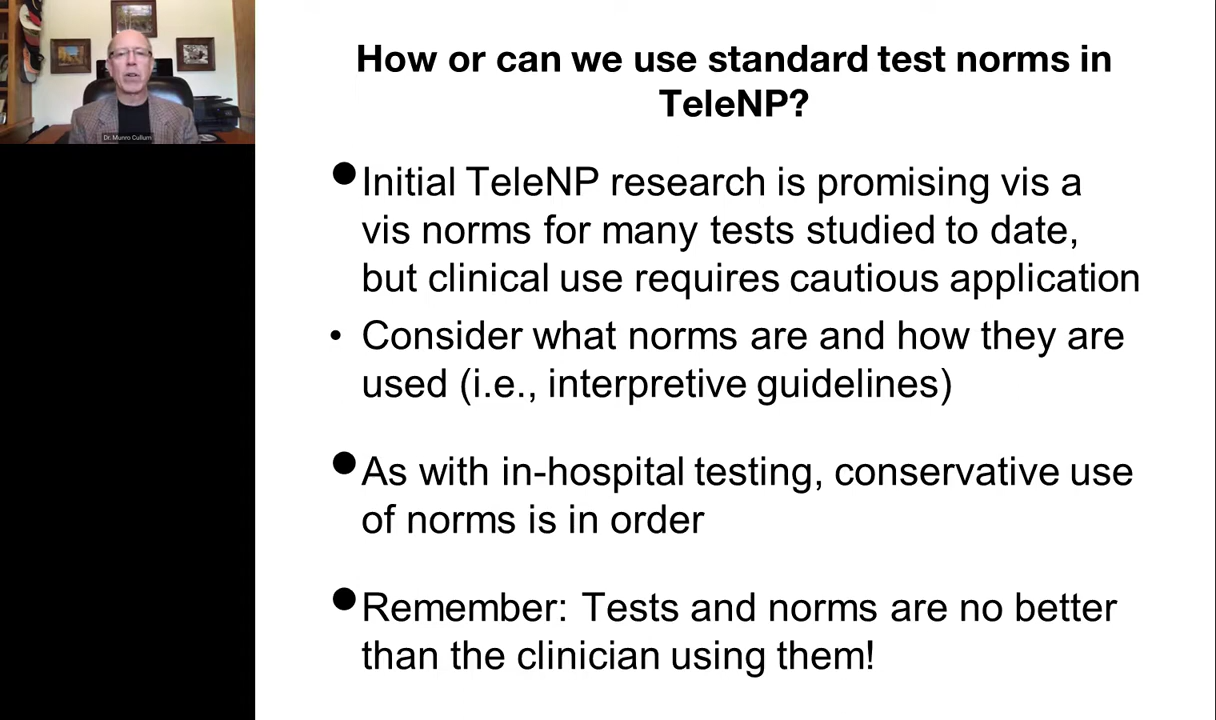 Dr. Munro Cullum
How or can we use standard test norms in
TeleNP?
•Initial TeleNP research is promising vis a
vis norms for many tests studied to date,
but clinical use requires cautious application
• Consider what norms are and how they are
used (i.e., interpretive guidelines)
•As with in-hospital testing, conservative use
of norms is in order
•Remember: Tests and norms are no better
than the clinician using them!